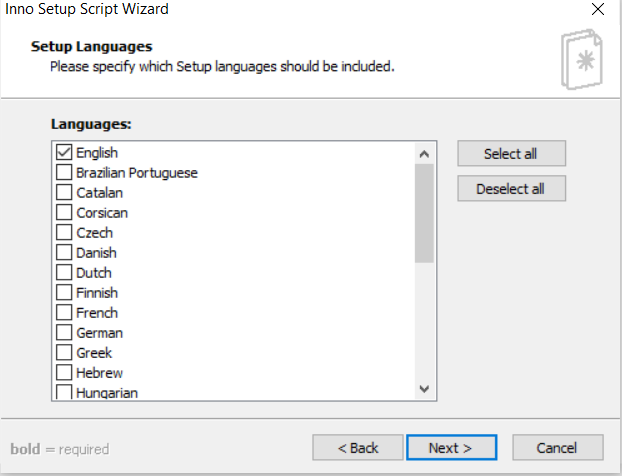 Inno Setup Script Wizard
Setup Languages
Please specify which Setup languages should be included.
Languages:
English
Brazilian Portuguese
Catalan
Corsican
Czech
Danish
Dutch
Finnish
French
German
Greek
Hebrew
Hungarian
Select all
Deselect all
bold = required
< Back
Next >
Cancel